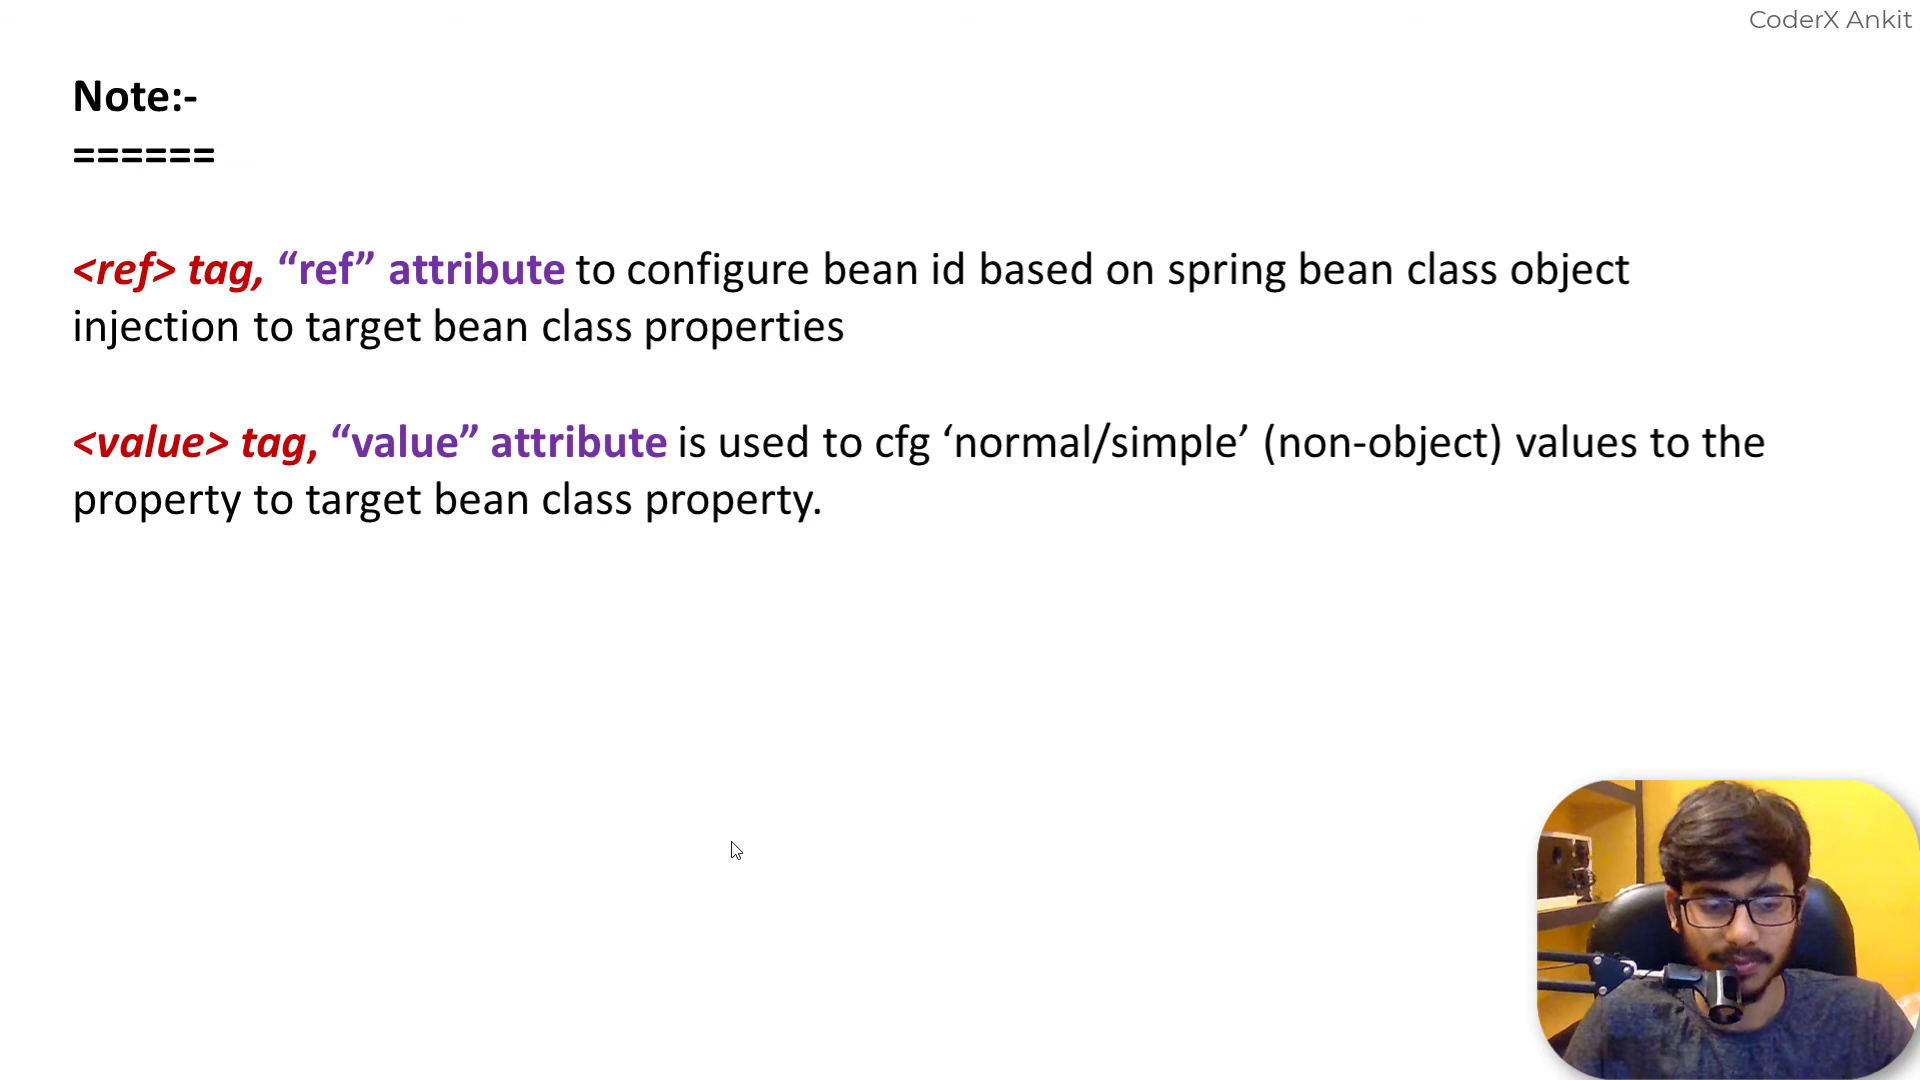 CoderX Ankit
Note:-
======
<ref> tag, “ref” attribute to configure bean id based on spring bean class object
injection to target bean class properties
<value> tag, “value” attribute is used to cfg ‘normal/simple’ (non-object) values to the
property to target bean class property.